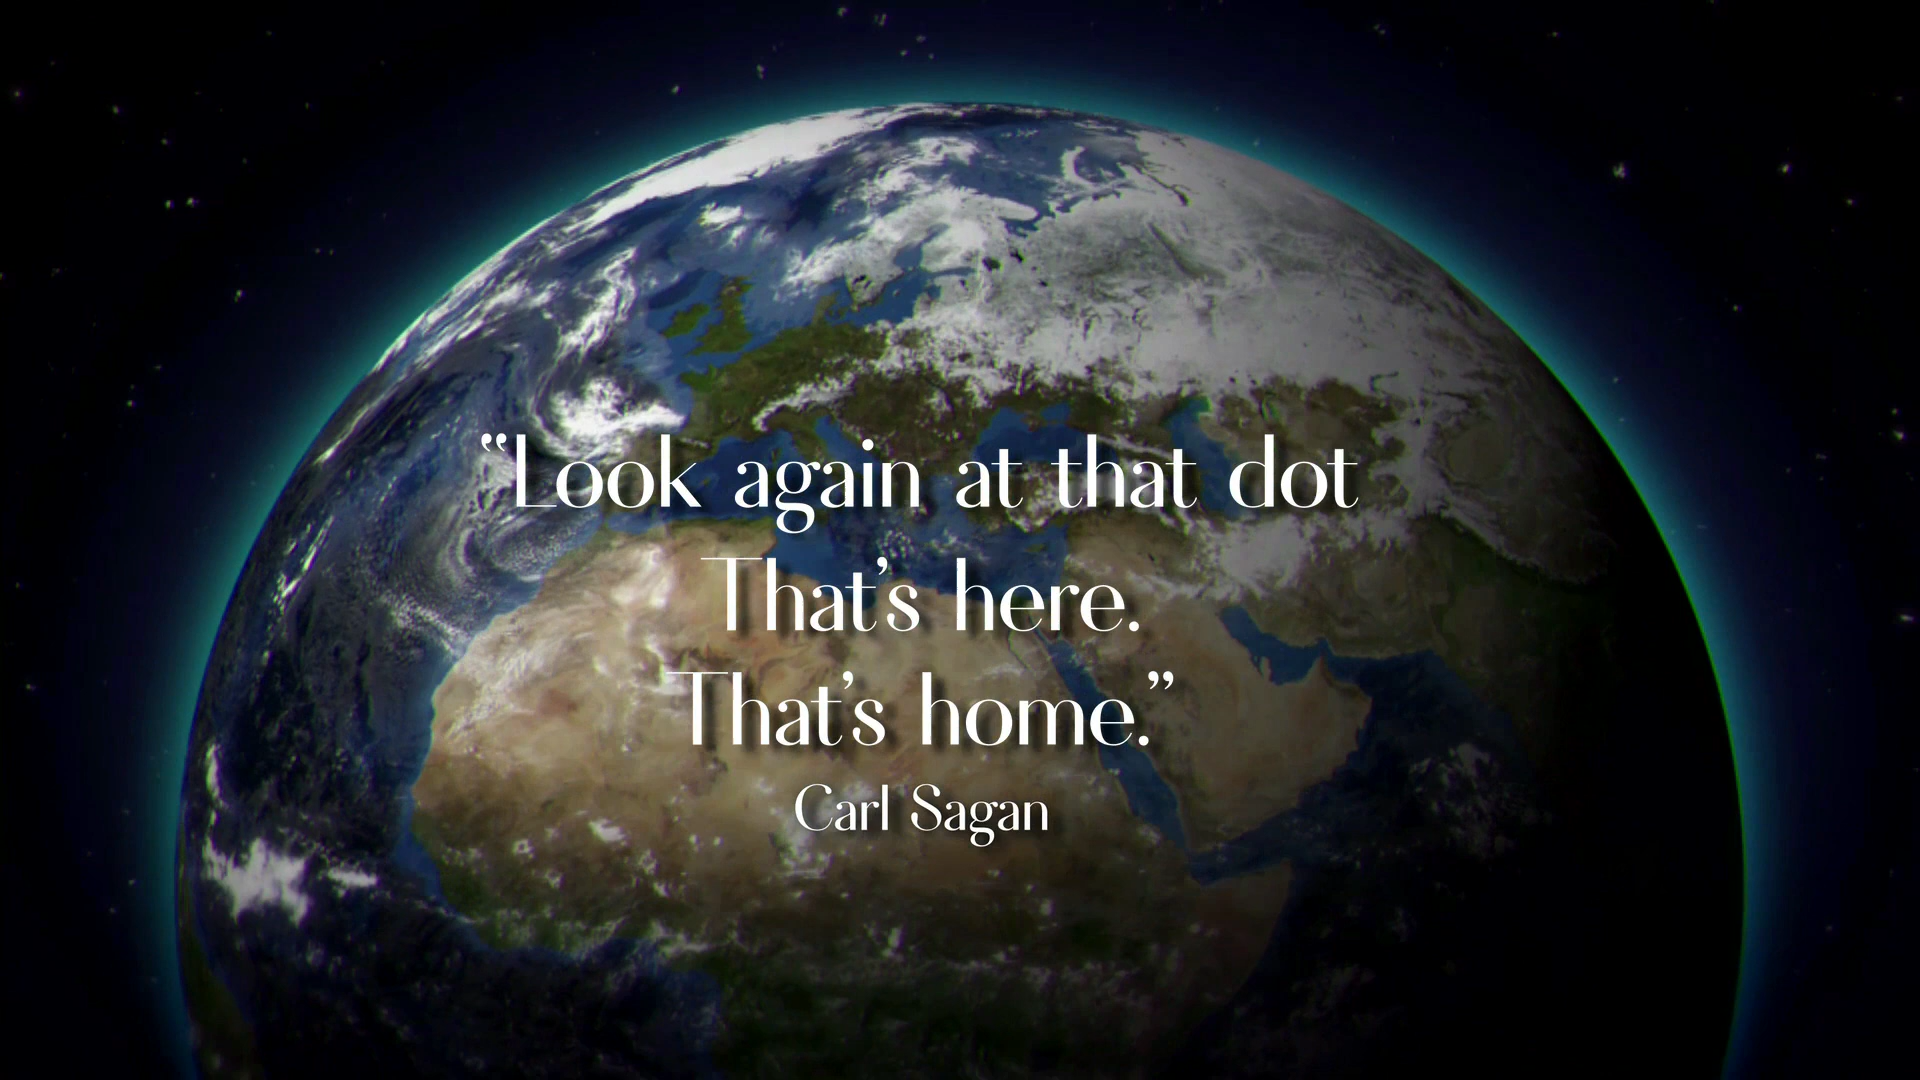 “Look again at that dot
That’s here.
That’s home.”
Carl Sagan